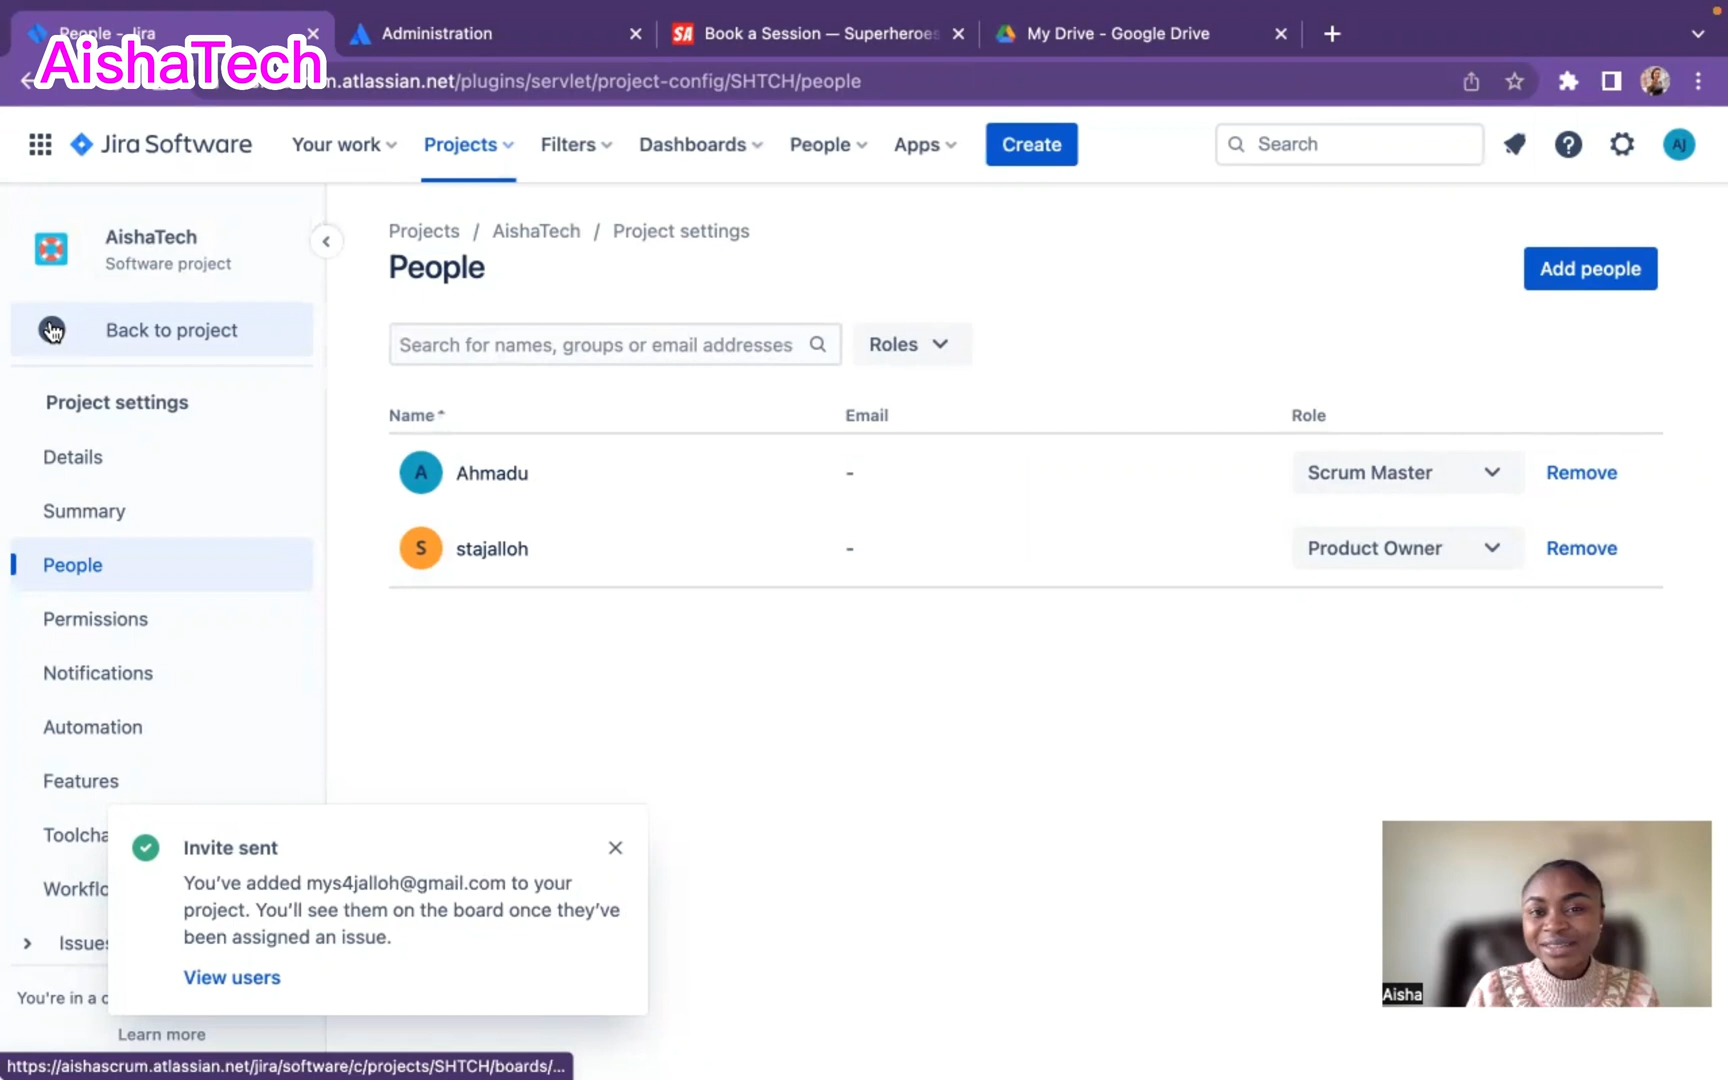 People - Jira
Administration
SA Book a Session — Superheroes
My Drive - Google Drive
AishaTech
m.atlassian.net/plugins/servlet/project-config/SHTCH/people
Jira Software
Your work
Projects
Filters
Dashboards
People
Apps
Create
Search
AJ
AishaTech
Software project
Back to project
Project settings
Details
Summary
People
Permissions
Notifications
Automation
Features
Toolcha
Workflo
Issues
You're in a c
Learn more
Projects / AishaTech / Project settings
People
Add people
Search for names, groups or email addresses
Roles
Name
Email
Role
A Ahmadu - Scrum Master Remove
S stajalloh - Product Owner Remove
Invite sent
You've added mys4jalloh@gmail.com to your
project. You'll see them on the board once they've
been assigned an issue.
View users
Aisha
https://aishascrum.atlassian.net/jira/software/c/projects/SHTCH/boards/...